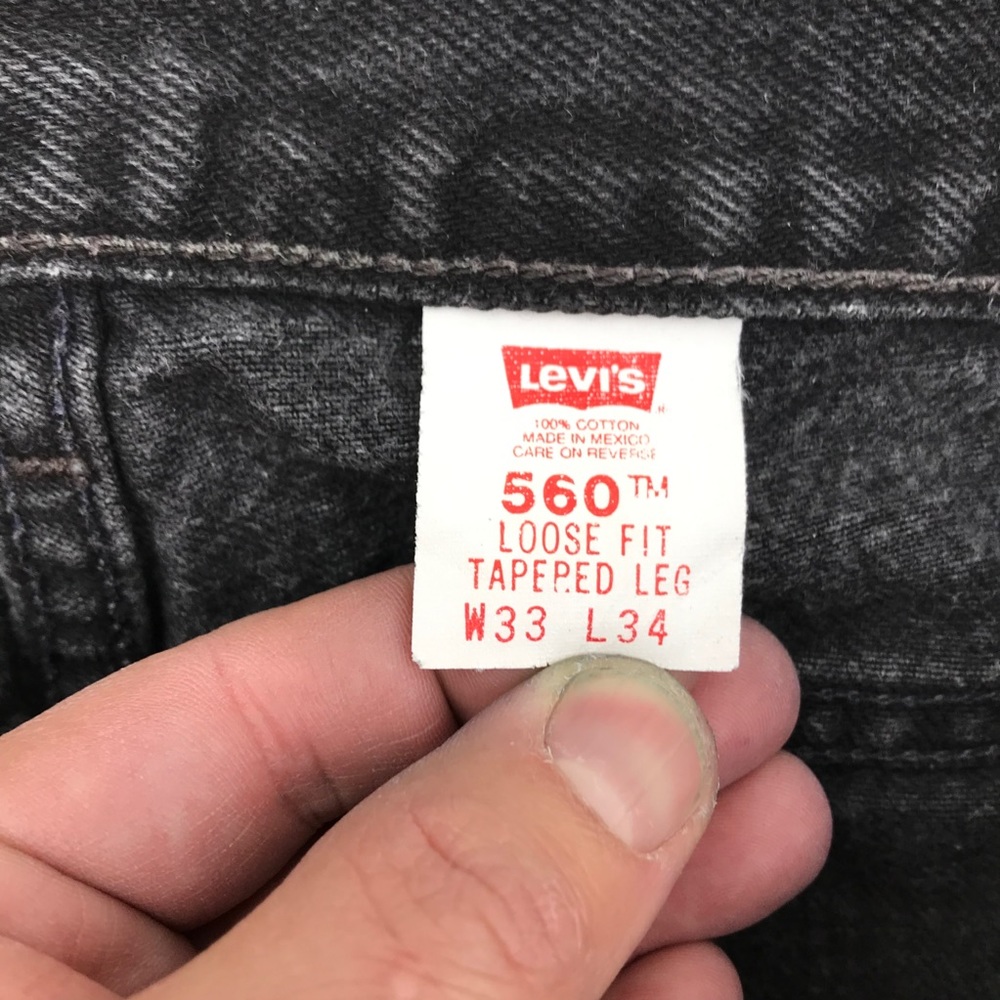 LEVI'S
®
100% COTTON
MADE IN MEXICO
CARE ON REVERSE
560™
LOOSE FIT
TAPERED LEG
W33 L34